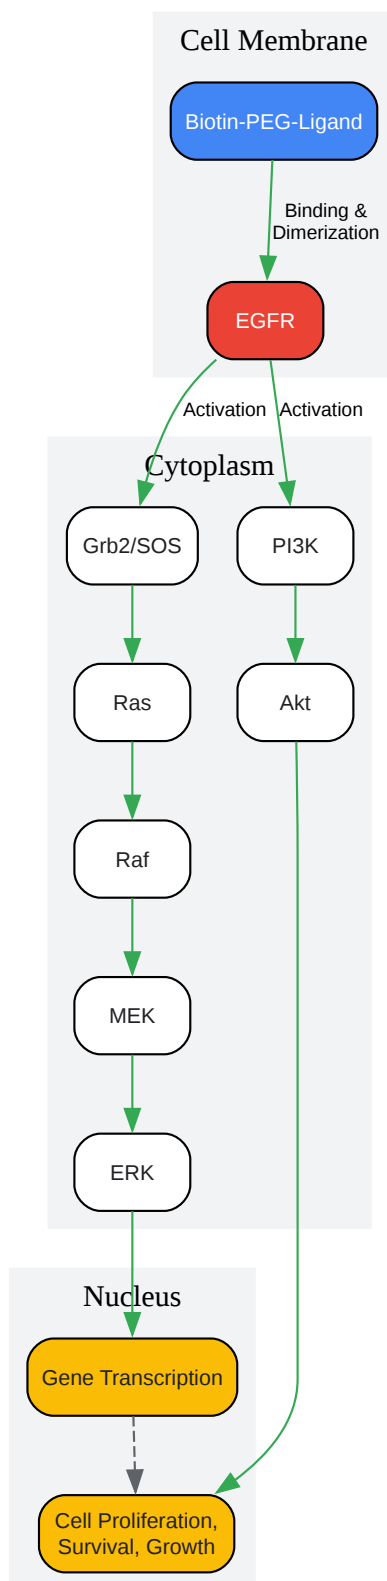 Cell Membrane
Biotin-PEG-Ligand
Binding &
Dimerization
EGFR
Activation
Activation
Cytoplasm
Grb2/SOS
PI3K
Ras
Akt
Raf
MEK
ERK
Nucleus
Gene Transcription
Cell Proliferation,
Survival, Growth